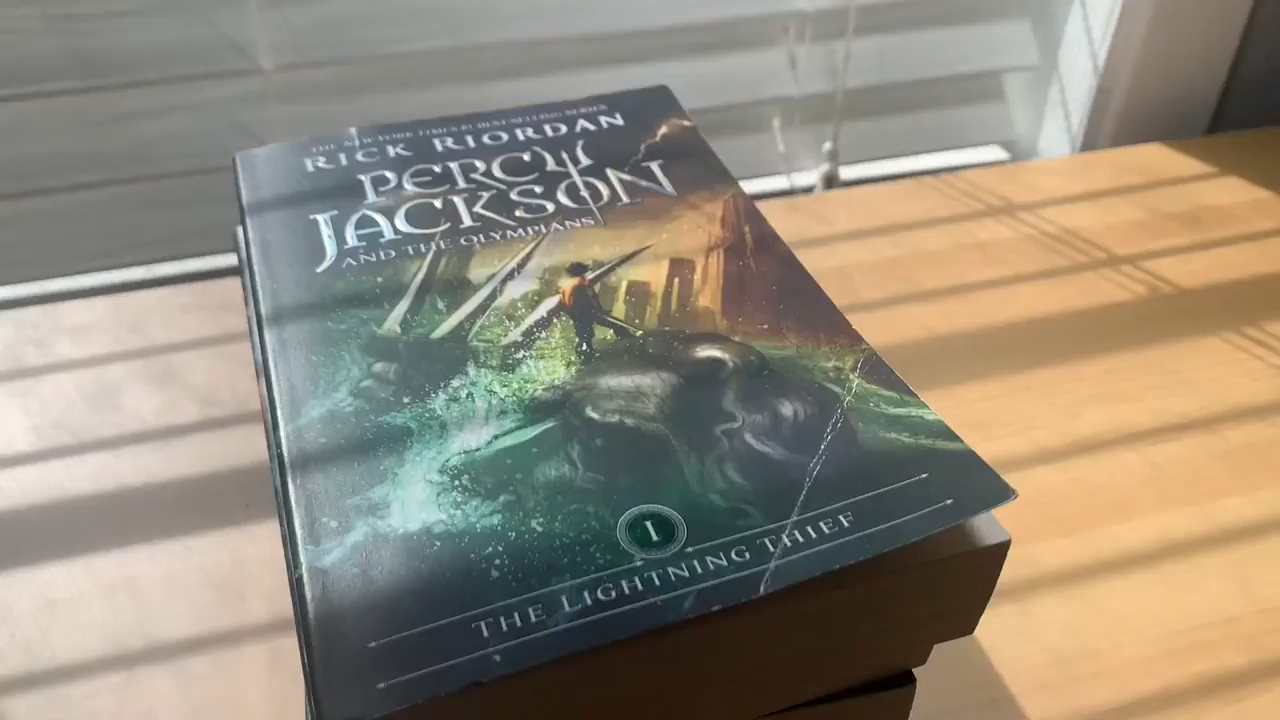 THE NEW YORK TIMES #1 BEST-SELLING SERIES
RICK RIORDAN
PERCY
JACKSON
AND THE OLYMPIANS
I
THE LIGHTNING THIEF